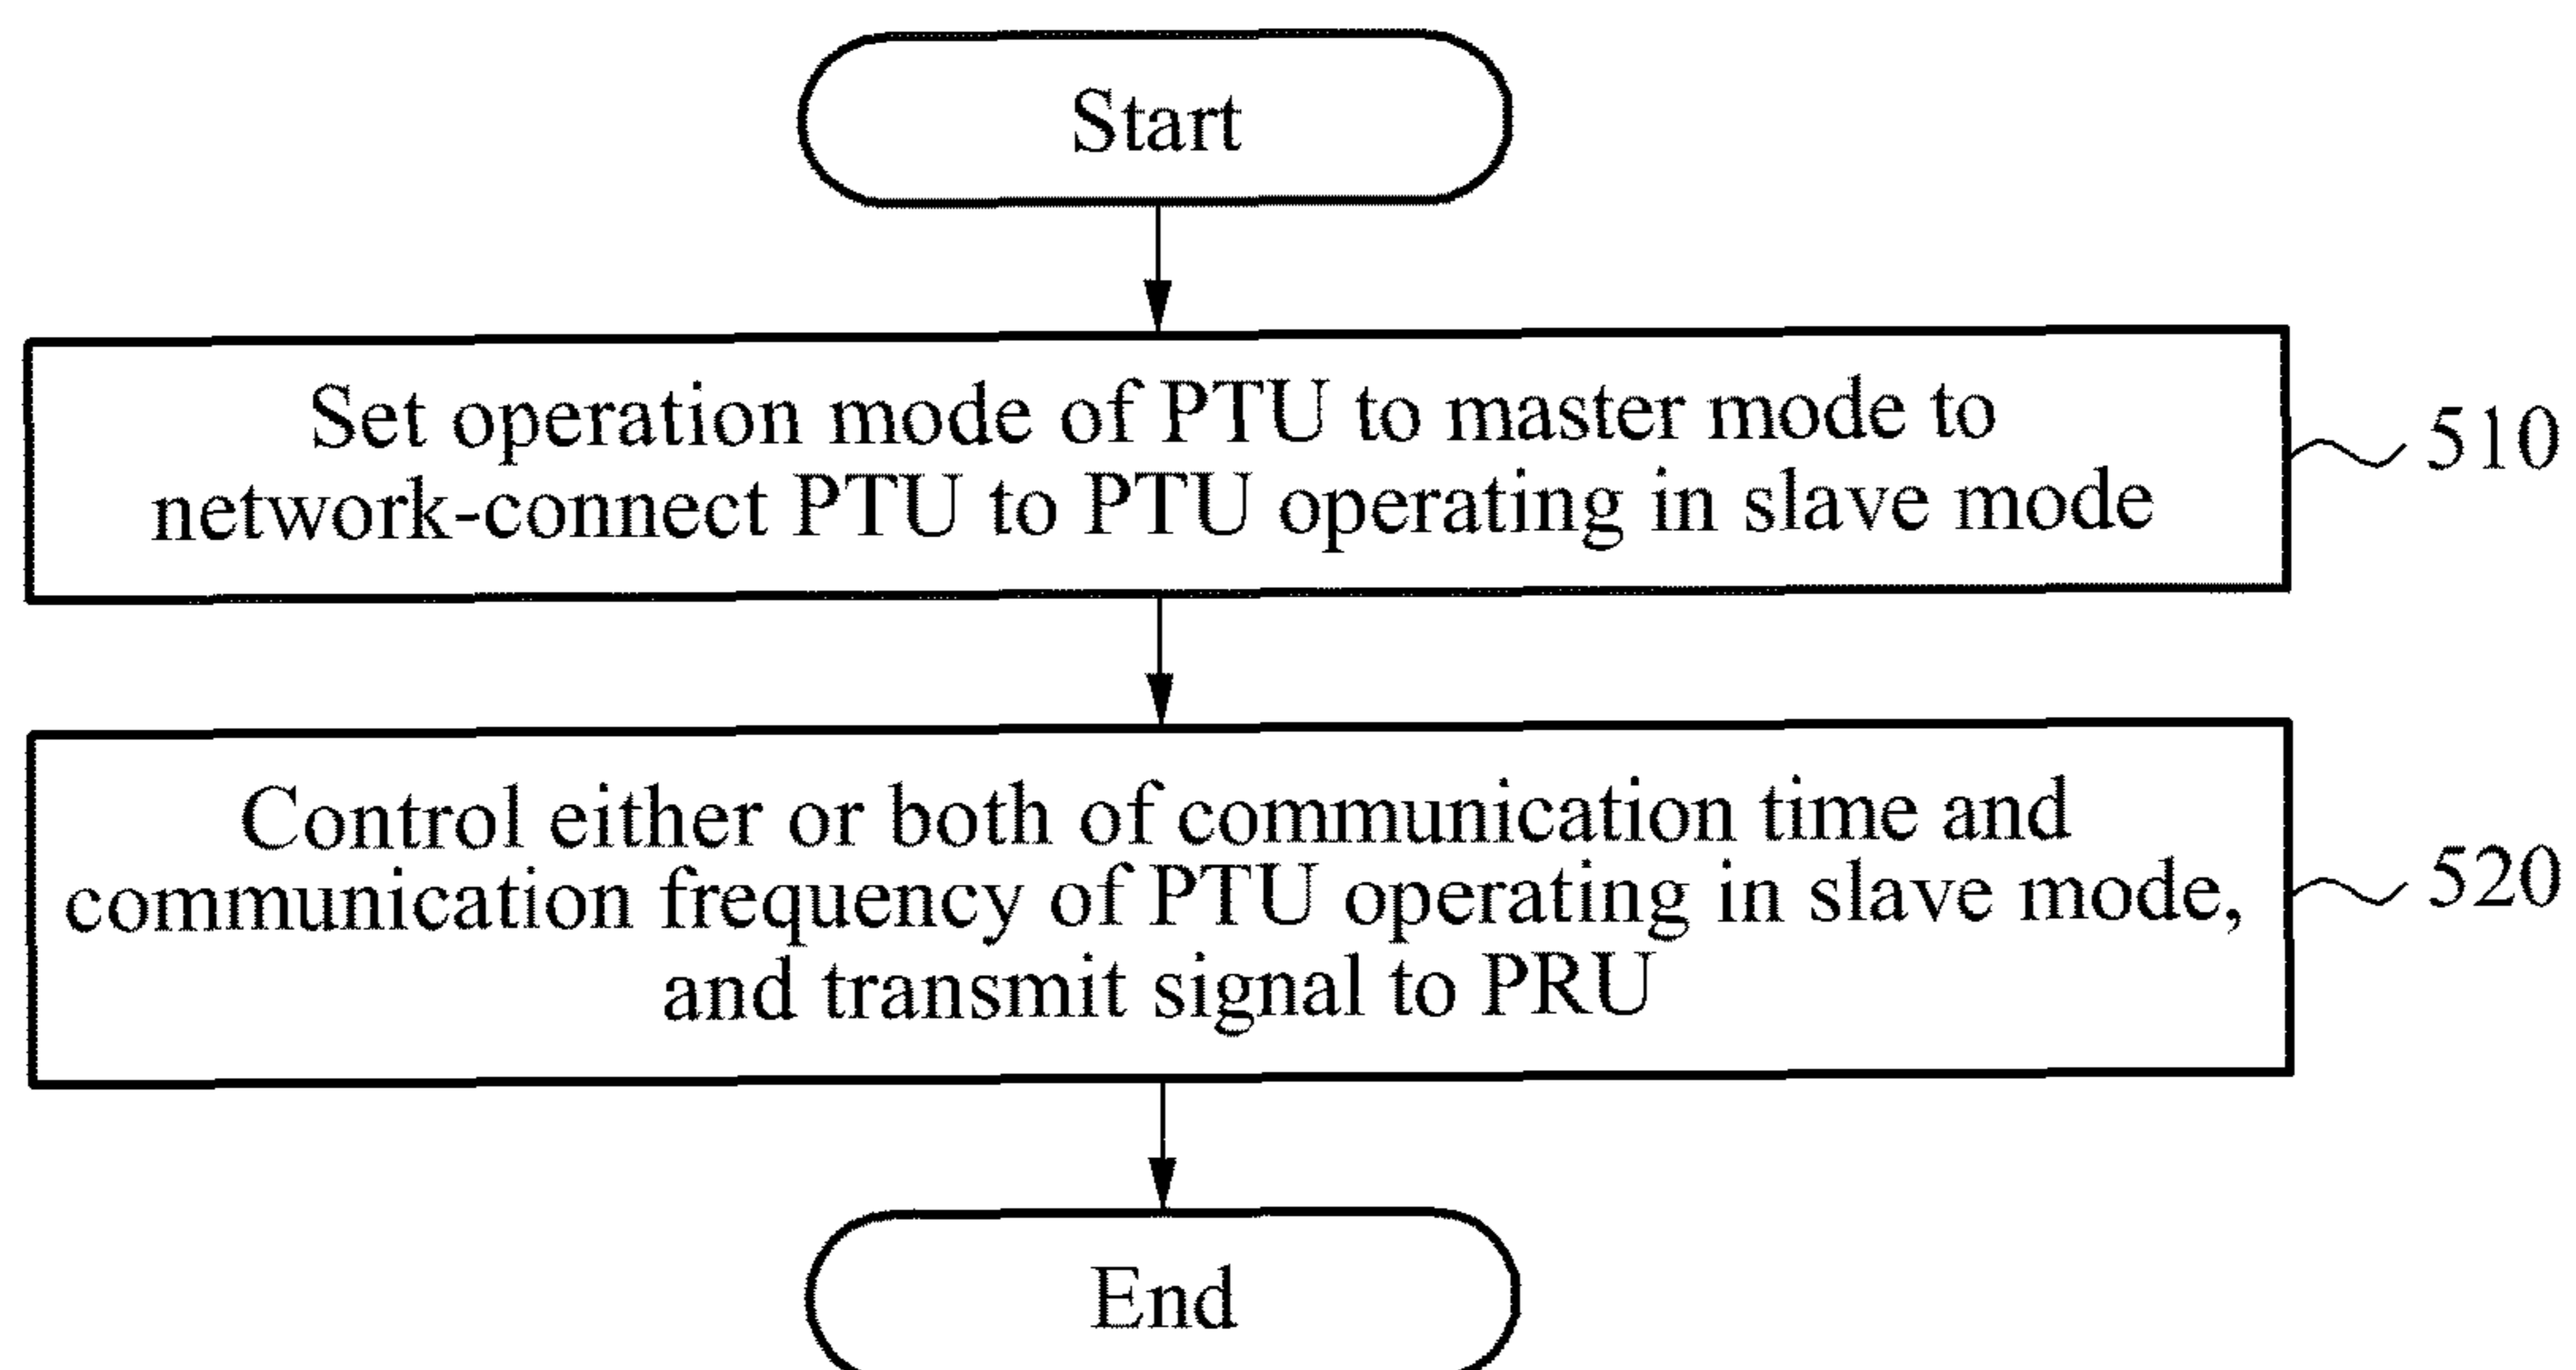 Start
Set operation mode of PTU to master mode to
network-connect PTU to PTU operating in slave mode
510
Control either or both of communication time and
communication frequency of PTU operating in slave mode,
and transmit signal to PRU
520
End